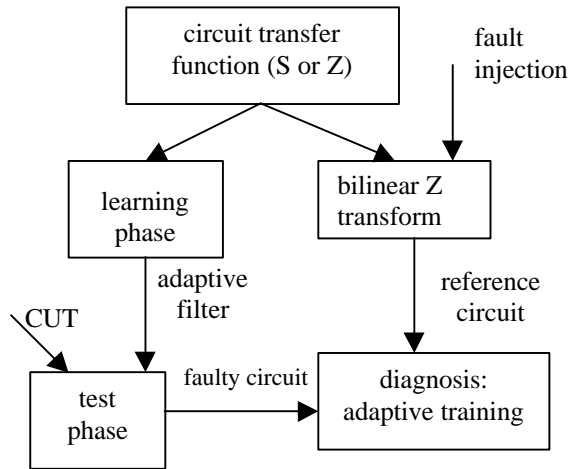 circuit transfer
function (S or Z)
fault
injection
learning
phase
bilinear Z
transform
adaptive
filter
reference
circuit
CUT
test
phase
faulty circuit
diagnosis:
adaptive training